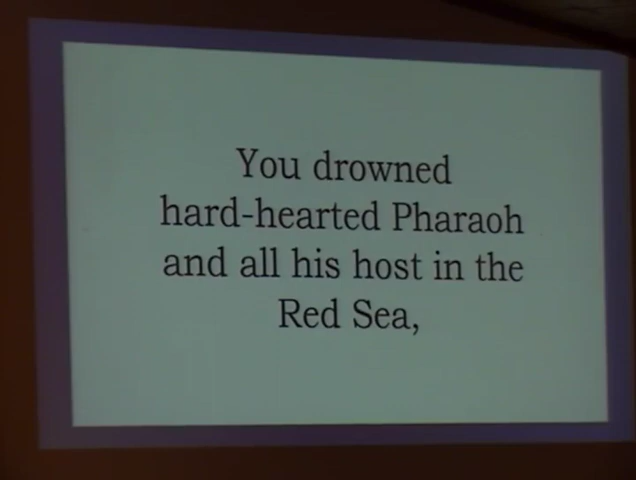 You drowned
hard-hearted Pharaoh
and all his host in the
Red Sea,